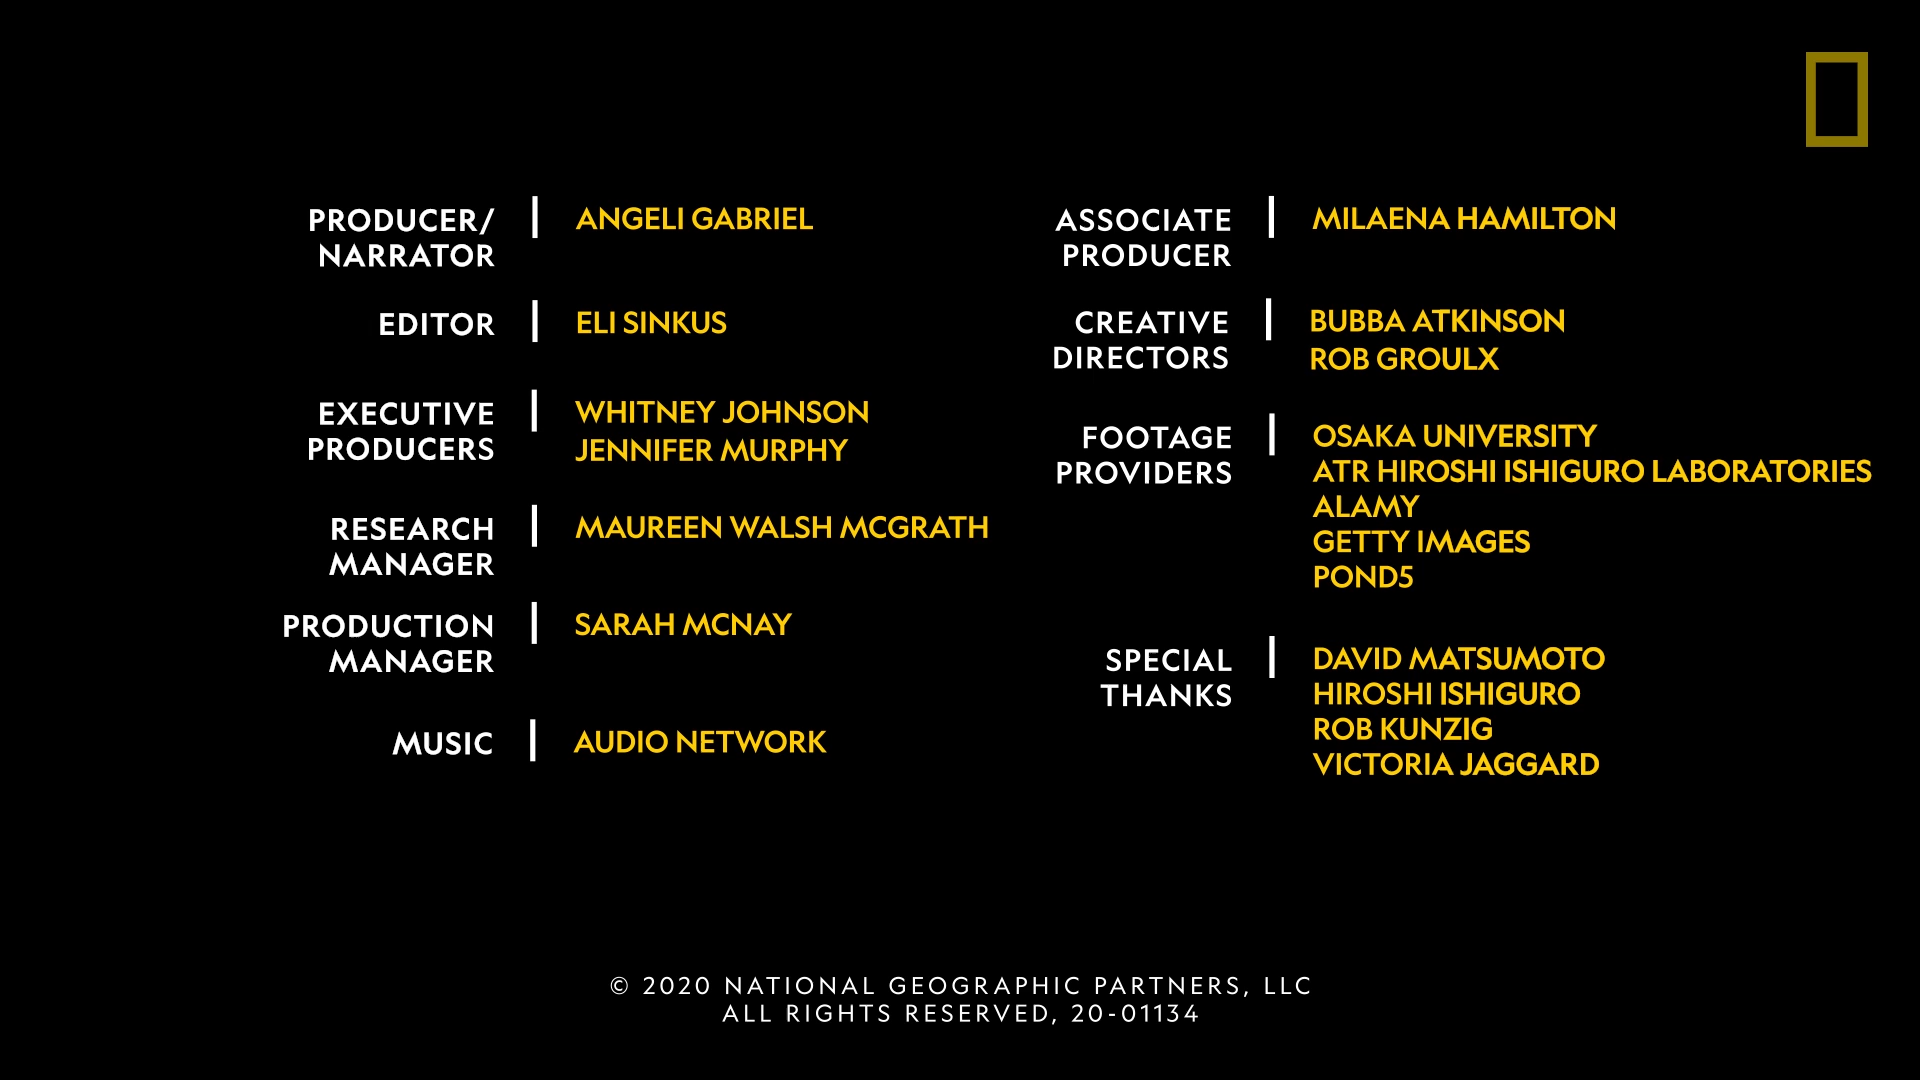 PRODUCER/
NARRATOR
ANGELI GABRIEL
EDITOR
ELI SINKUS
EXECUTIVE
PRODUCERS
WHITNEY JOHNSON
JENNIFER MURPHY
RESEARCH
MANAGER
MAUREEN WALSH MCGRATH
PRODUCTION
MANAGER
SARAH MCNAY
MUSIC
AUDIO NETWORK
ASSOCIATE
PRODUCER
MILAENA HAMILTON
CREATIVE
DIRECTORS
BUBBA ATKINSON
ROB GROULX
FOOTAGE
PROVIDERS
OSAKA UNIVERSITY
ATR HIROSHI ISHIGURO LABORATORIES
ALAMY
GETTY IMAGES
POND5
SPECIAL
THANKS
DAVID MATSUMOTO
HIROSHI ISHIGURO
ROB KUNZIG
VICTORIA JAGGARD
© 2020 NATIONAL GEOGRAPHIC PARTNERS, LLC
ALL RIGHTS RESERVED, 20-01134